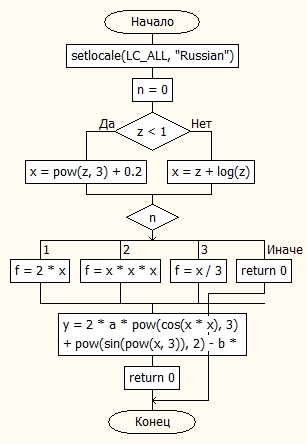 Начало
setlocale(LC_ALL, "Russian")
n = 0
Да
z < 1
Нет
x = pow(z, 3) + 0.2
x = z + log(z)
n
1
2
3
Иначе
f = 2 * x
f = x * x * x
f = x / 3
return 0
y = 2 * a * pow(cos(x * x), 3)
+ pow(sin(pow(x, 3)), 2) - b *
return 0
Конец